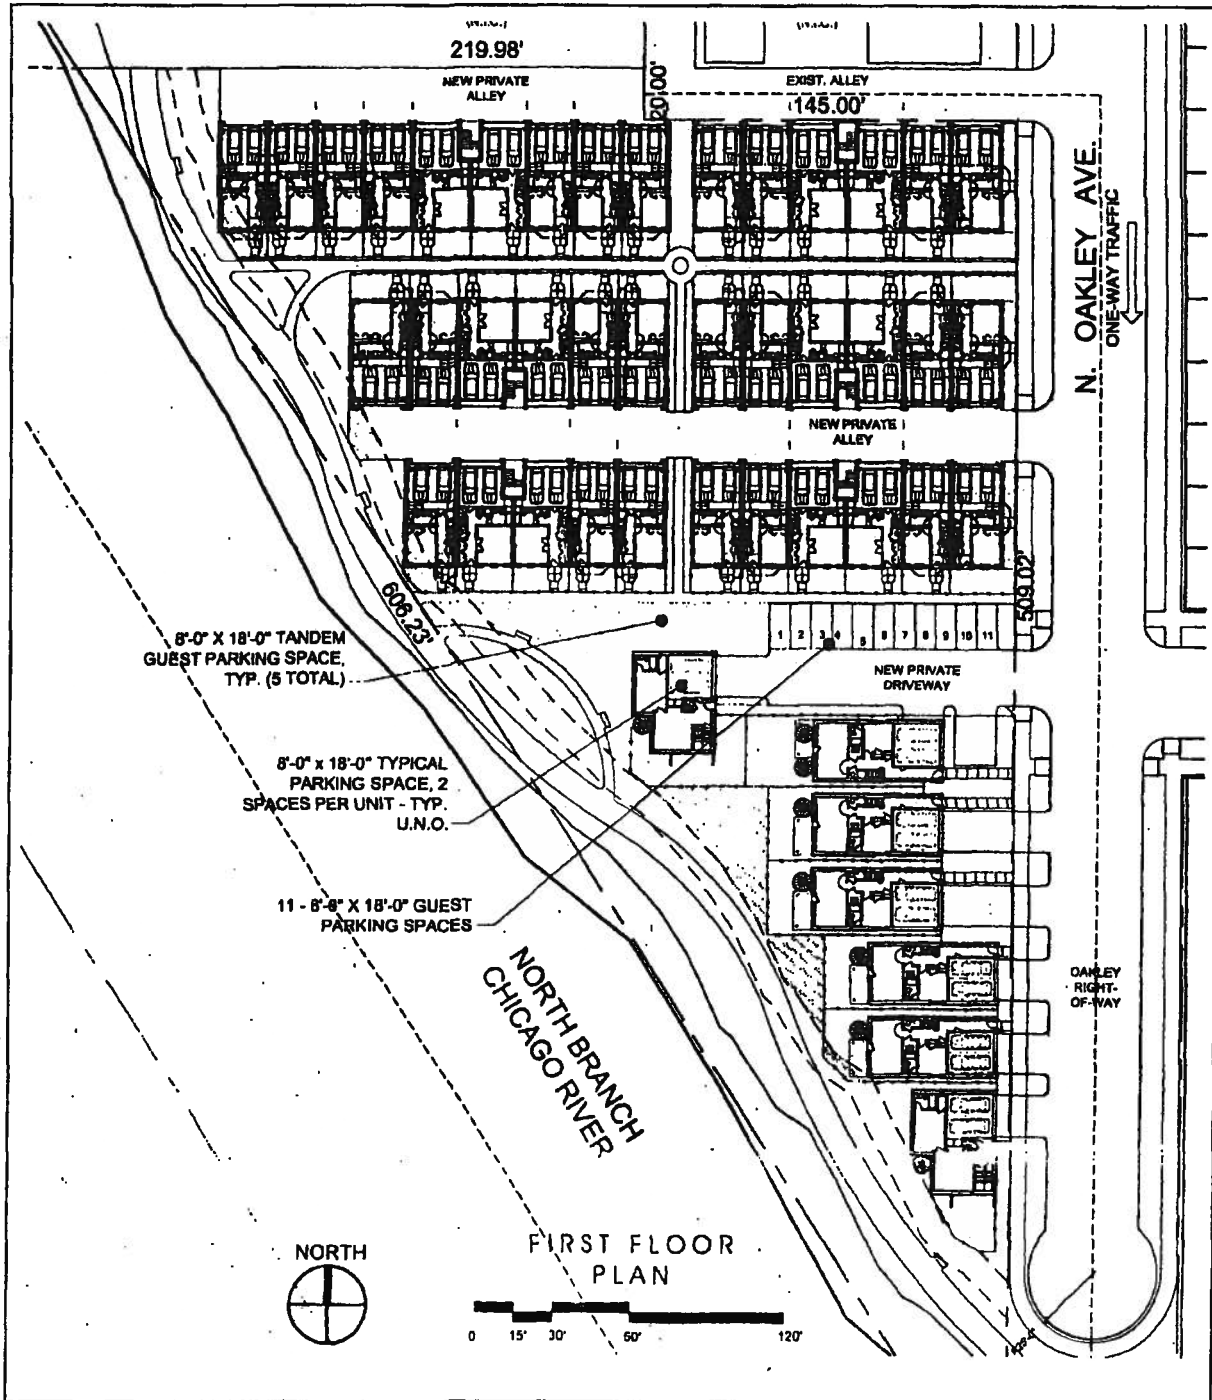 (N.I.C.)
(N.I.C.)
219.98'
NEW PRIVATE
ALLEY
20.00'
EXIST. ALLEY
145.00'
N. OAKLEY AVE.
ONE-WAY TRAFFIC
NEW PRIVATE
ALLEY
509.02'
606.23'
8'-0" X 18'-0" TANDEM
GUEST PARKING SPACE,
TYP. (5 TOTAL)
1 2 3 4 5 6 7 8 9 10 11
NEW PRIVATE
DRIVEWAY
8'-0" x 18'-0" TYPICAL
PARKING SPACE, 2
SPACES PER UNIT - TYP.
U.N.O.
11 - 8'-0" X 18'-0" GUEST
PARKING SPACES
NORTH BRANCH
CHICAGO RIVER
OAKLEY
RIGHT-
OF-WAY
NORTH
FIRST FLOOR
PLAN
0 15' 30' 60' 120'